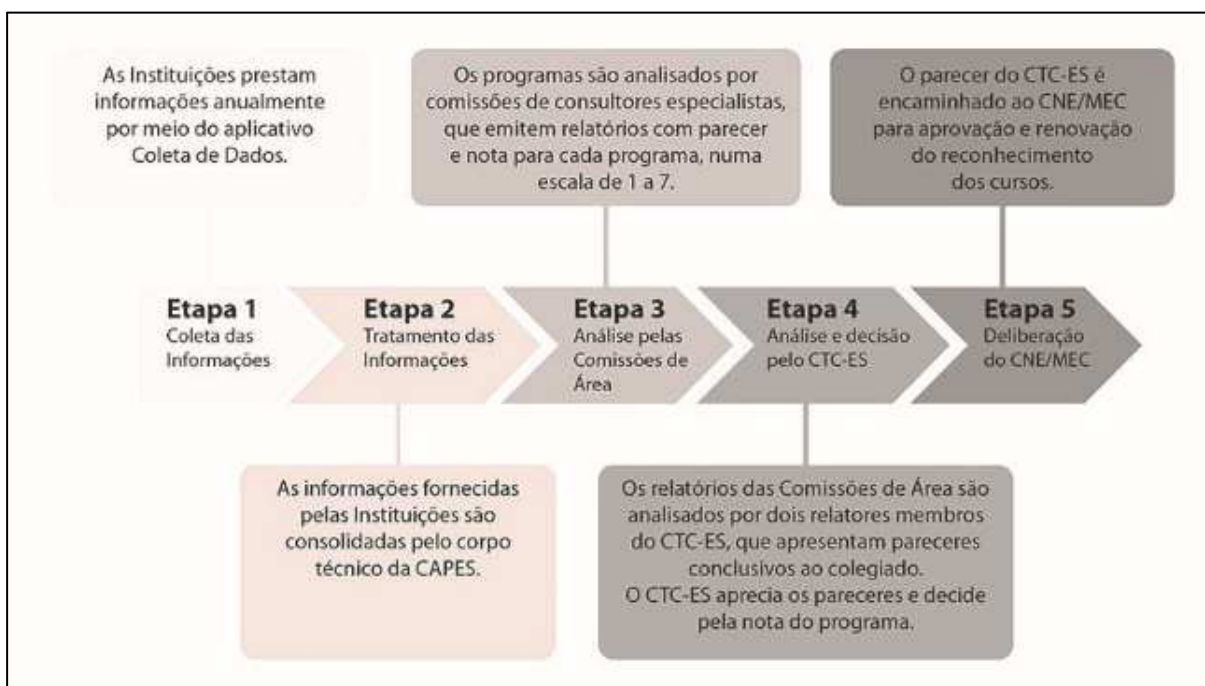 As Instituições prestam
informações anualmente
por meio do aplicativo
Coleta de Dados.
Os programas são analisados por
comissões de consultores especialistas,
que emitem relatórios com parecer
e nota para cada programa, numa
escala de 1 a 7.
O parecer do CTC-ES é
encaminhado ao CNE/MEC
para aprovação e renovação
do reconhecimento
dos cursos.
Etapa 1
Coleta das
Informações
Etapa 2
Tratamento das
Informações
Etapa 3
Análise pelas
Comissões de
Área
Etapa 4
Análise e decisão
pelo CTC-ES
Etapa 5
Deliberação
do CNE/MEC
As informações fornecidas
pelas Instituições são
consolidadas pelo corpo
técnico da CAPES.
Os relatórios das Comissões de Área são
analisados por dois relatores membros
do CTC-ES, que apresentam pareceres
conclusivos ao colegiado.
O CTC-ES aprecia os pareceres e decide
pela nota do programa.